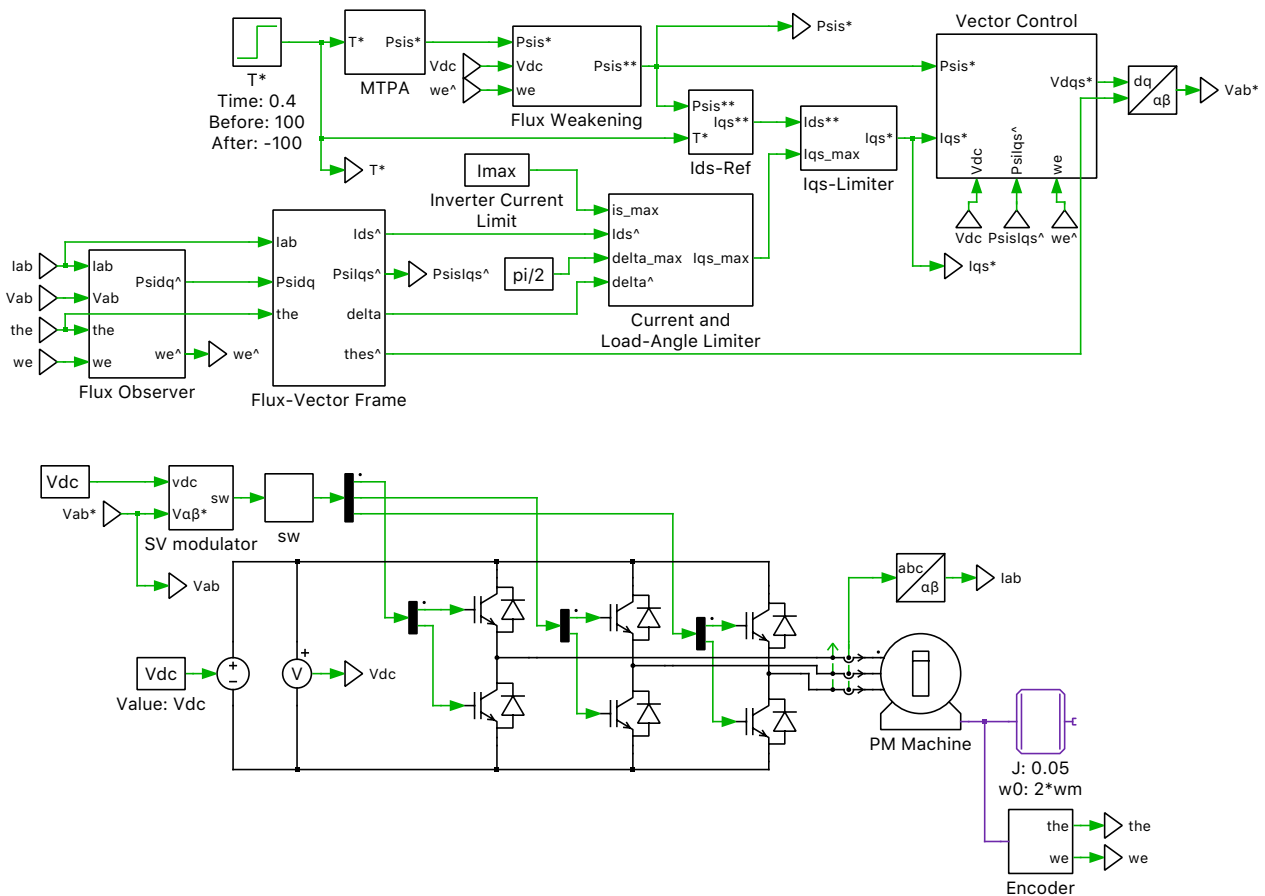 Vector Control
T*
Psis*
MTPA
T*
Time: 0.4
Before: 100
After: -100
Psis*
Vdc
we
Psis**
Vdc
we^
Flux Weakening
Psis*
Psis**
T*
Iqs**
Ids-Ref
Ids**
Iqs_max
Iqs*
Iqs-Limiter
Psis*
Iqs*
Vdqs*
Vdc
PsiIqs^
we
Vdc
PsisIqs^
we^
dq
αβ
Vab*
T*
Iqs*
Imax
Inverter Current
Limit
is_max
Ids^
delta_max
delta^
Iqs_max
pi/2
Current and
Load-Angle Limiter
Iab
Vab
the
we
Iab
Vab
the
we
Psidq^
we^
we^
Flux Observer
Iab
Psidq
the
Ids^
PsiIqs^
delta
thes^
PsisIqs^
Flux-Vector Frame
Vdc
Vab*
vdc
Vαβ*
sw
SV modulator
sw
Vab
Vdc
Value: Vdc
+
−
V
+
Vdc
abc
αβ
Iab
PM Machine
J: 0.05
w0: 2*wm
the
we
the
we
Encoder